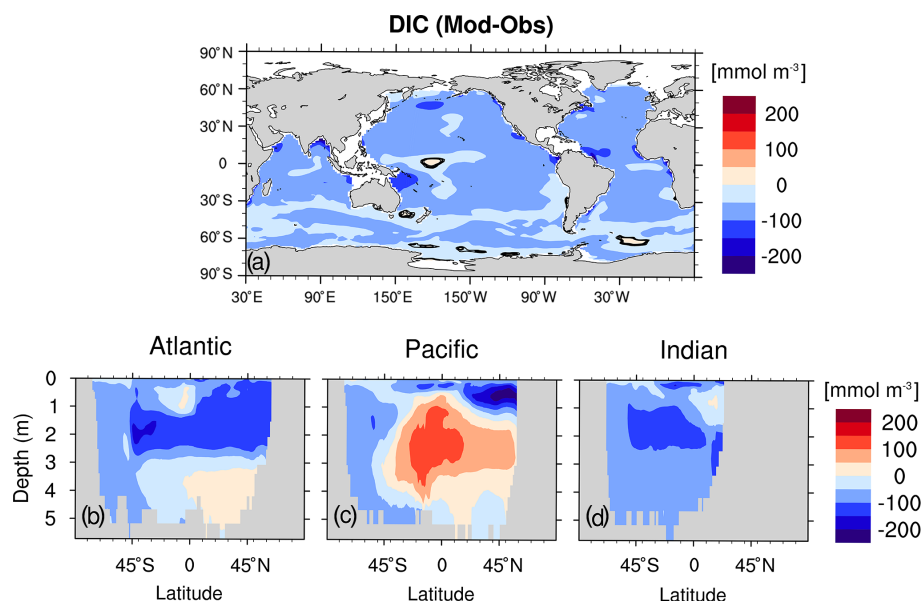 DIC (Mod-Obs)
90°N
60°N
30°N
0
30°S
60°S
90°S
(a)
30°E 90°E 150°E 150°W 90°W 30°W
[mmol m-3]
200
100
0
-100
-200
Atlantic Pacific Indian
Depth (m)
0
1
2
3
4
5
(b) (c) (d)
45°S 0 45°N 45°S 0 45°N 45°S 0 45°N
Latitude Latitude Latitude
[mmol m-3]
200
100
0
-100
-200